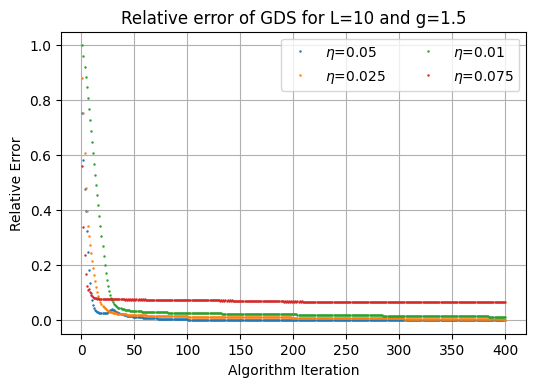 Relative error of GDS for L=10 and g=1.5
η=0.05
η=0.025
η=0.01
η=0.075
Relative Error
1.0
0.8
0.6
0.4
0.2
0.0
0 50 100 150 200 250 300 350 400
Algorithm Iteration